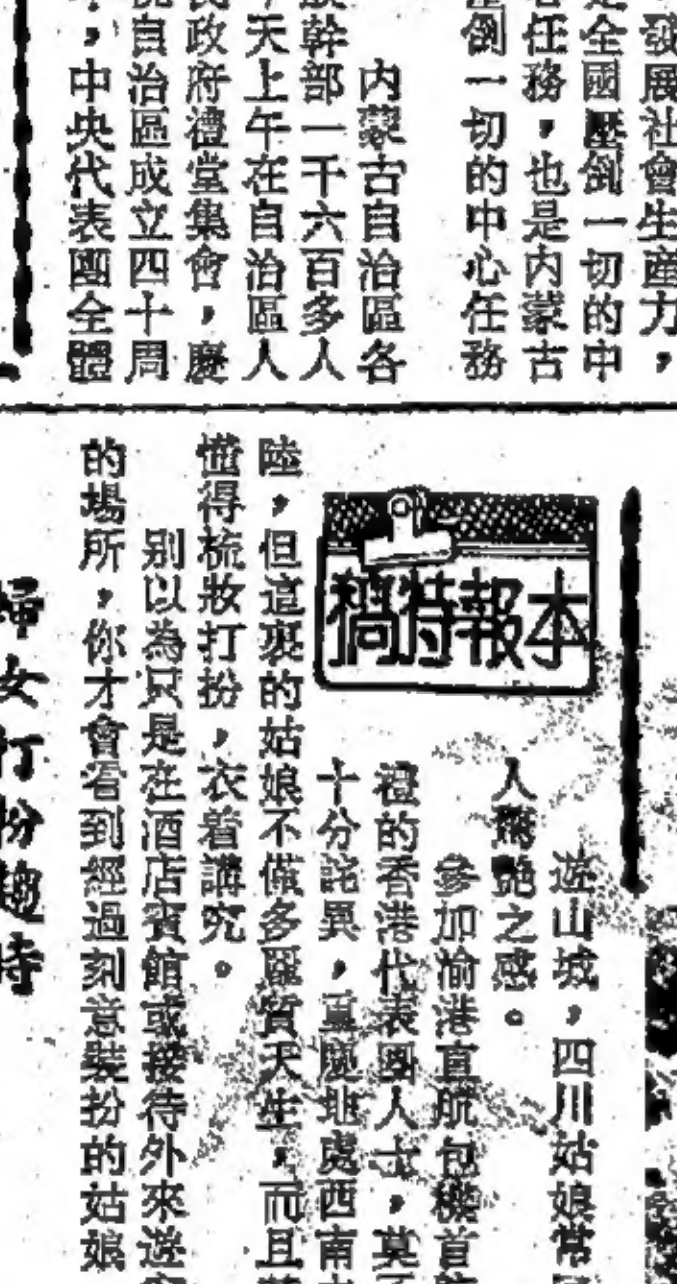 發展社會生產力，
是全國壓倒一切的中
任務，也是內蒙古
壓倒一切的中心任務
內蒙古自治區各
族幹部一千六百多人
天上午在自治區人
民政府禮堂集會，慶
自治區成立四十周
，中央代表團全體
本報特稿
遊山城，四川姑娘常
人驚艷之感。
參加渝港直航包機首
禮的香港代表團人士，莫
十分詫異，重慶地處西南
陸，但這裏的姑娘不僅多麗質天生，而且
懂得梳妝打扮，衣着講究。
別以為只是在酒店賓館或接待外來遊
的場所，你才會看到經過刻意裝扮的姑娘
婦女打扮趨時